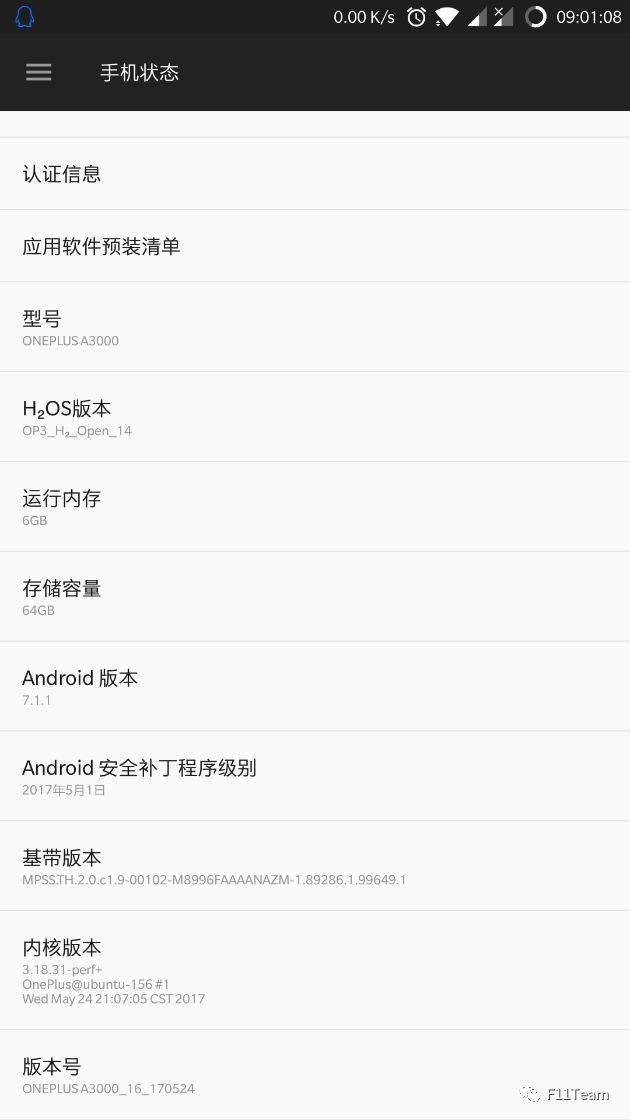 0.00 K/s 09:01:08
手机状态
认证信息
应用软件预装清单
型号
ONEPLUS A3000
H₂OS版本
OP3_H₂_Open_14
运行内存
6GB
存储容量
64GB
Android 版本
7.1.1
Android 安全补丁程序级别
2017年5月1日
基带版本
MPSS.TH.2.0.c1.9-00102-M8996FAAAANAZM-1.89286.1.99649.1
内核版本
3.18.31-perf+
OnePlus@ubuntu-156 #1
Wed May 24 21:07:05 CST 2017
版本号
ONEPLUS A3000_16_170524
F11Team